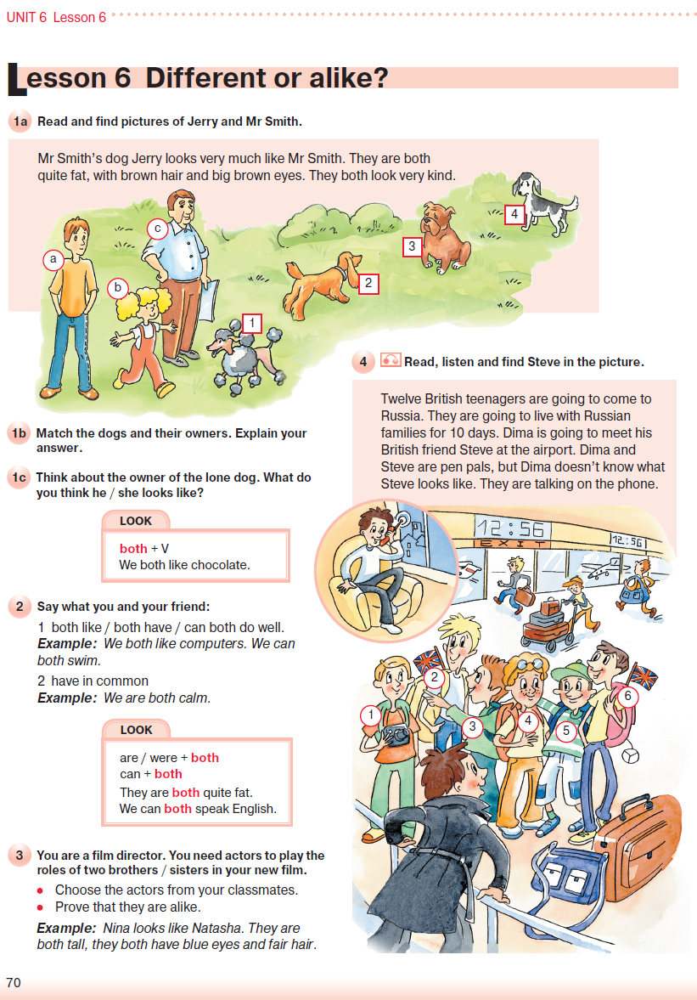 UNIT 6 Lesson 6
Lesson 6 Different or alike?
1a Read and find pictures of Jerry and Mr Smith.
Mr Smith's dog Jerry looks very much like Mr Smith. They are both
quite fat, with brown hair and big brown eyes. They both look very kind.
a
b
c
1
2
3
4
1b Match the dogs and their owners. Explain your
answer.
1c Think about the owner of the lone dog. What do
you think he / she looks like?
LOOK
both + V
We both like chocolate.
2 Say what you and your friend:
1 both like / both have / can both do well.
Example: We both like computers. We can
both swim.
2 have in common
Example: We are both calm.
LOOK
are / were + both
can + both
They are both quite fat.
We can both speak English.
3 You are a film director. You need actors to play the
roles of two brothers / sisters in your new film.
• Choose the actors from your classmates.
• Prove that they are alike.
Example: Nina looks like Natasha. They are
both tall, they both have blue eyes and fair hair.
4 Read, listen and find Steve in the picture.
Twelve British teenagers are going to come to
Russia. They are going to live with Russian
families for 10 days. Dima is going to meet his
British friend Steve at the airport. Dima and
Steve are pen pals, but Dima doesn't know what
Steve looks like. They are talking on the phone.
12:56
12:56
EXIT
1
2
3
4
5
6
70